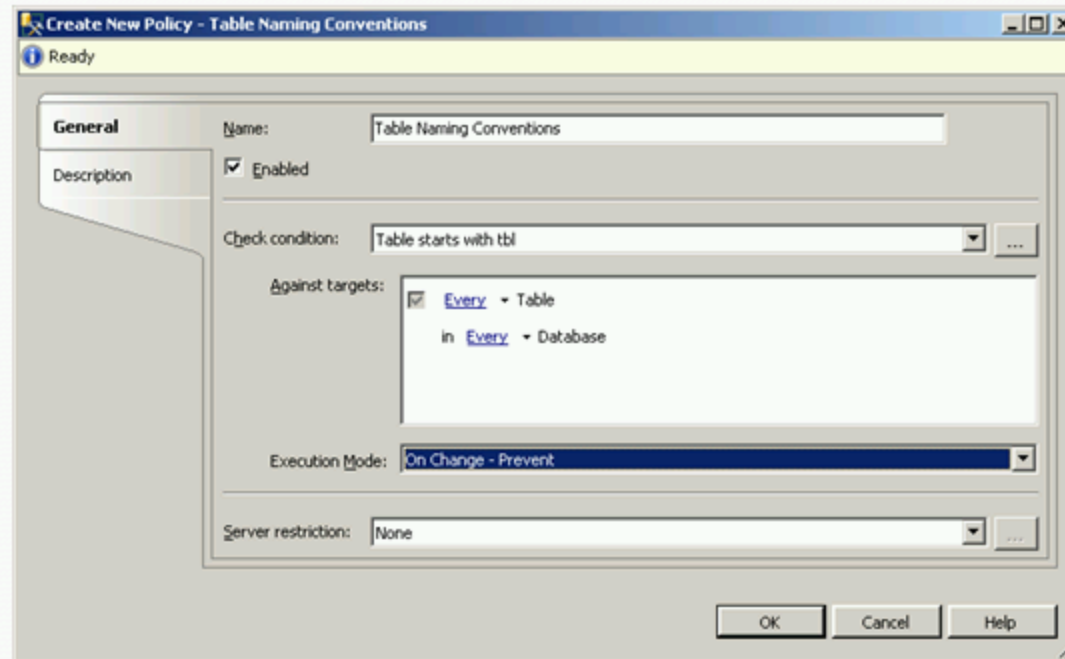 Create New Policy - Table Naming Conventions
Ready
General
Description
Name: Table Naming Conventions
Enabled
Check condition: Table starts with tbl
...
Against targets:
Every Table
in Every Database
Execution Mode: On Change - Prevent
Server restriction: None
...
OK Cancel Help